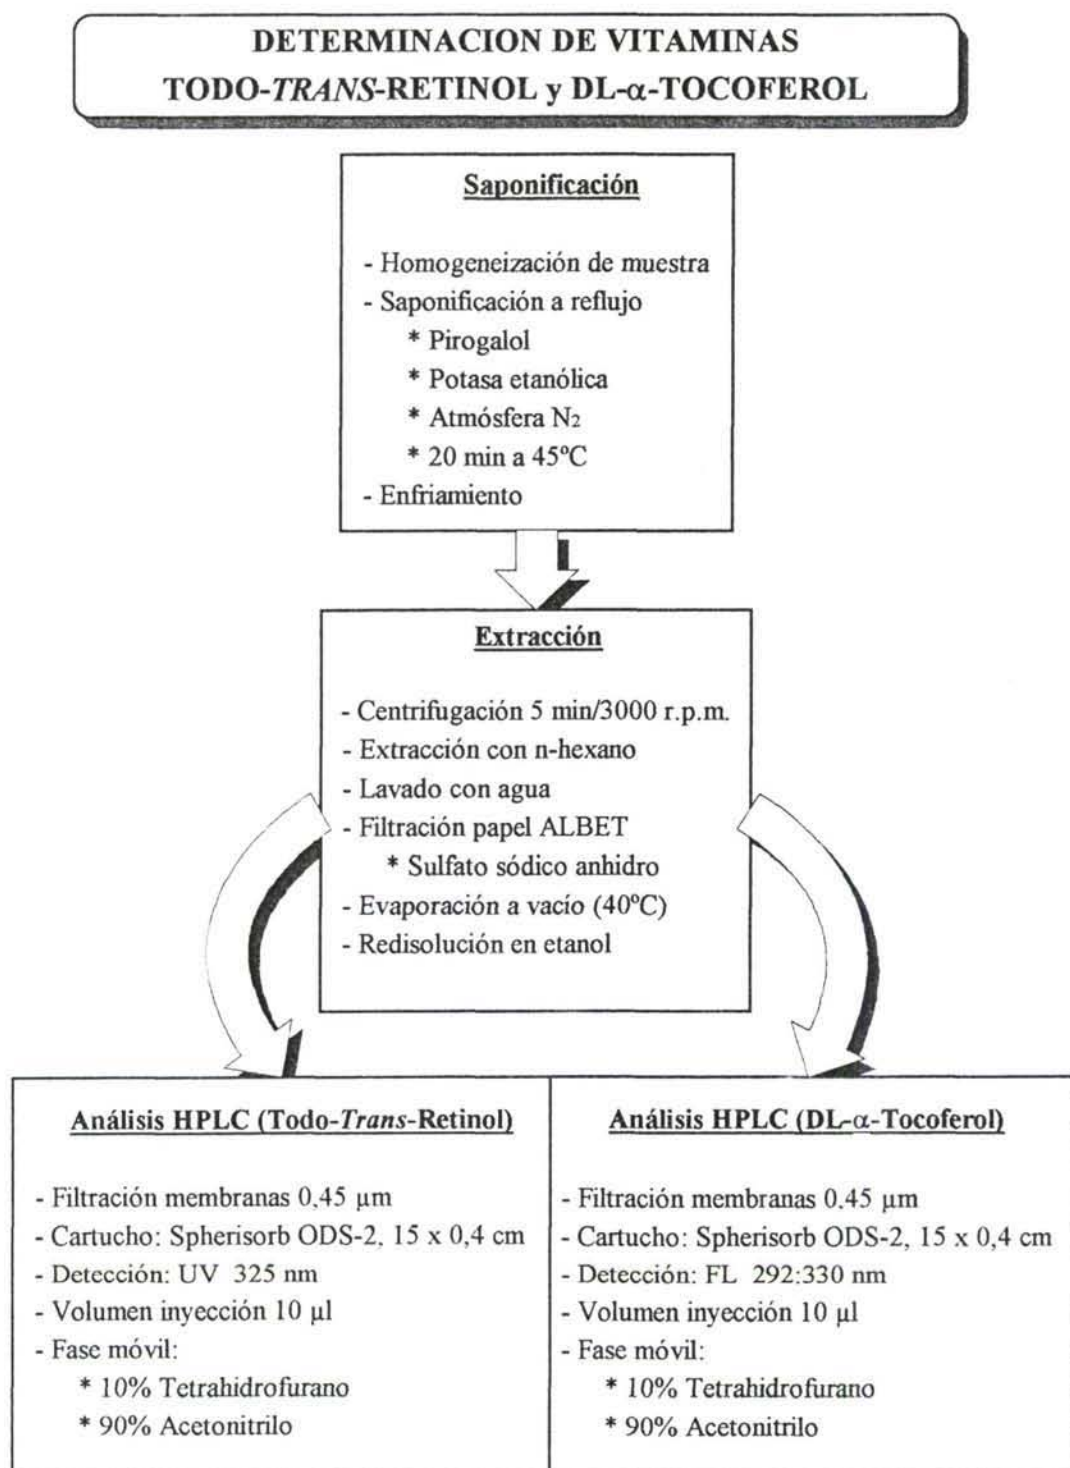 DETERMINACION DE VITAMINAS
TODO-TRANS-RETINOL y DL-α-TOCOFEROL
Saponificación
- Homogeneización de muestra
- Saponificación a reflujo
* Pirogalol
* Potasa etanólica
* Atmósfera N2
* 20 min a 45ºC
- Enfriamiento
Extracción
- Centrifugación 5 min/3000 r.p.m.
- Extracción con n-hexano
- Lavado con agua
- Filtración papel ALBET
* Sulfato sódico anhidro
- Evaporación a vacío (40ºC)
- Redisolución en etanol
Análisis HPLC (Todo-Trans-Retinol)
- Filtración membranas 0,45 µm
- Cartucho: Spherisorb ODS-2, 15 x 0,4 cm
- Detección: UV 325 nm
- Volumen inyección 10 µl
- Fase móvil:
* 10% Tetrahidrofurano
* 90% Acetonitrilo
Análisis HPLC (DL-α-Tocoferol)
- Filtración membranas 0,45 µm
- Cartucho: Spherisorb ODS-2, 15 x 0,4 cm
- Detección: FL 292:330 nm
- Volumen inyección 10 µl
- Fase móvil:
* 10% Tetrahidrofurano
* 90% Acetonitrilo